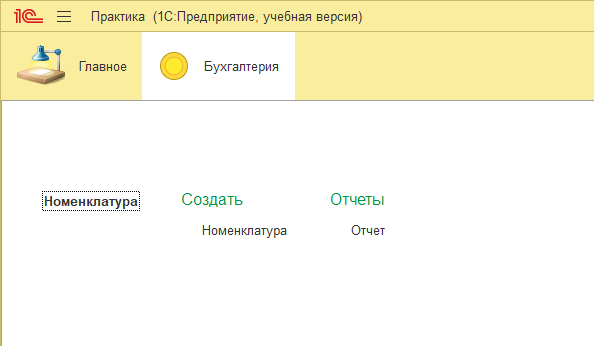 1С Практика (1С:Предприятие, учебная версия)
Главное Бухгалтерия
Номенклатура Создать Отчеты
Номенклатура Отчет